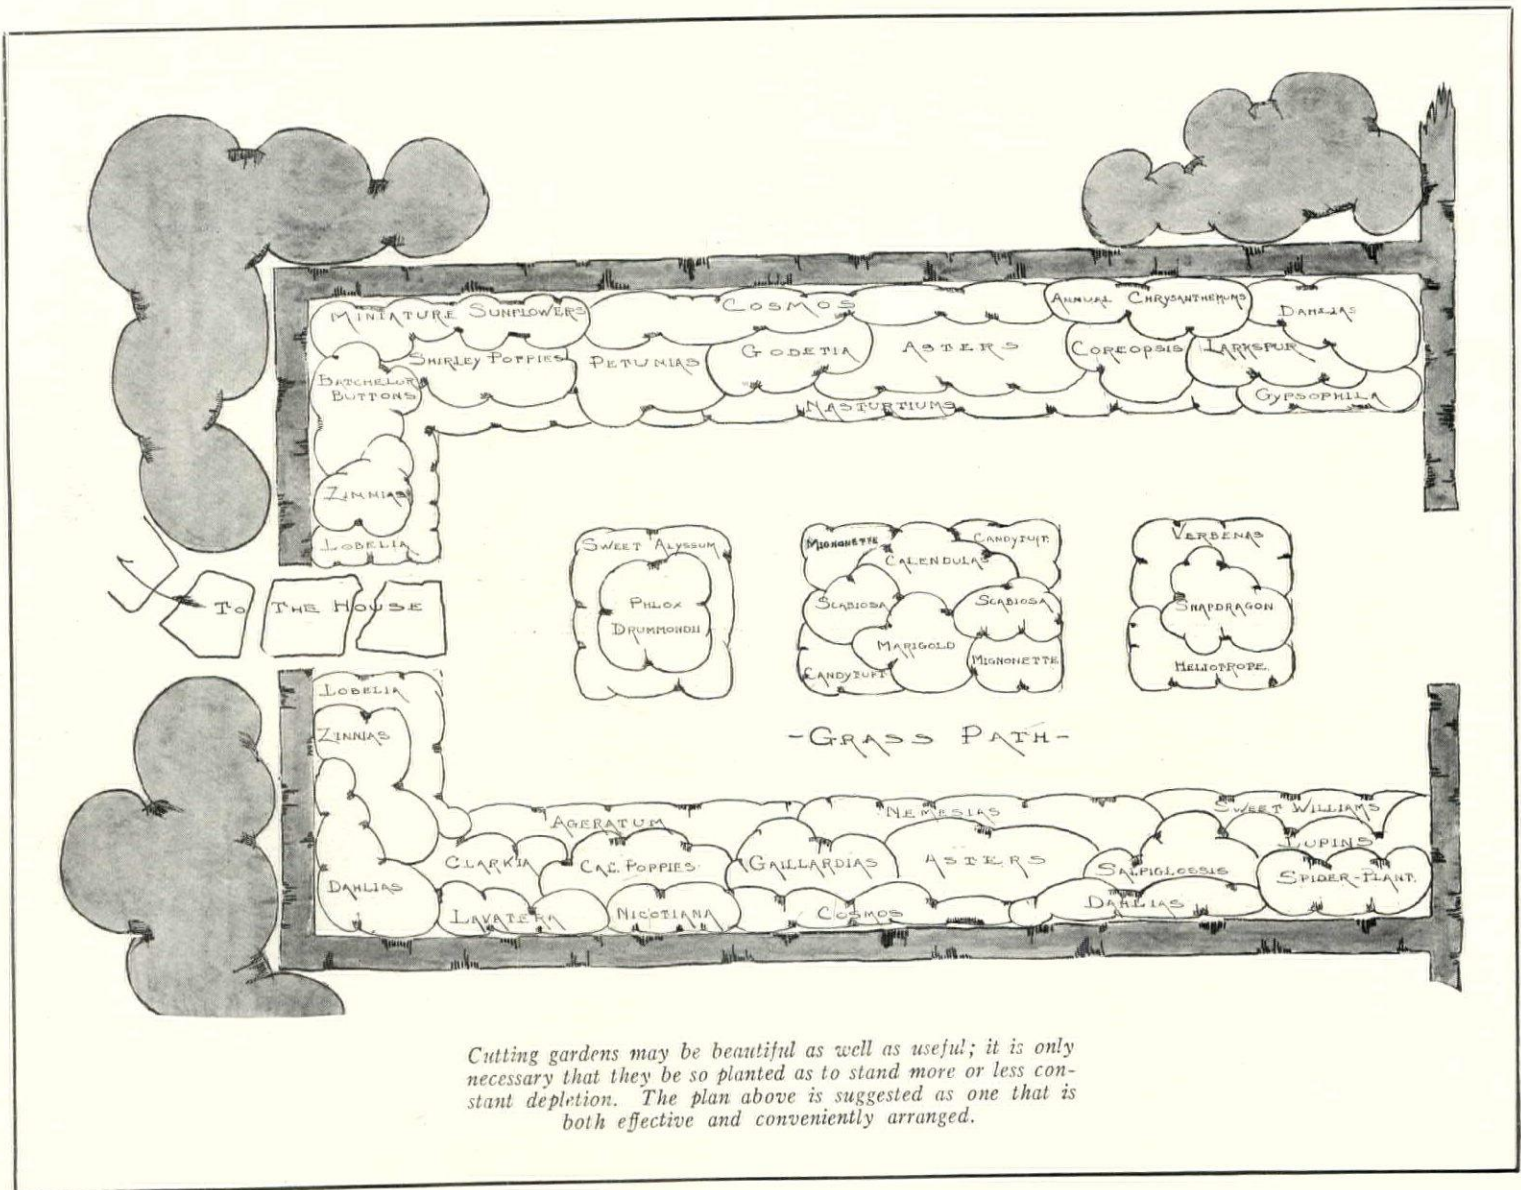 Miniature Sunflowers
Cosmos
Annual Chrysanthemums
Dahlias
Shirley Poppies
Petunias
Godetia
Asters
Coreopsis
Larkspur
Batchelor
Buttons
Nasturtiums
Gypsophila
Zinnias
Lobelia
Sweet Alyssum
Phlox
Drummondii
Mignonette
Candytuft
Calendulas
Scabiosa
Scabiosa
Marigold
Candytuft
Mignonette
Verbenas
Snapdragon
Heliotrope
To The House
Lobelia
Zinnias
-Grass Path-
Ageratum
Nemesias
Sweet Williams
Clarkia
Cal. Poppies
Gaillardias
Asters
Salpiglossis
Lupins
Spider-Plant.
Dahlias
Lavatera
Nicotiana
Cosmos
Dahlias
Cutting gardens may be beautiful as well as useful; it is only
necessary that they be so planted as to stand more or less con-
stant depletion. The plan above is suggested as one that is
both effective and conveniently arranged.